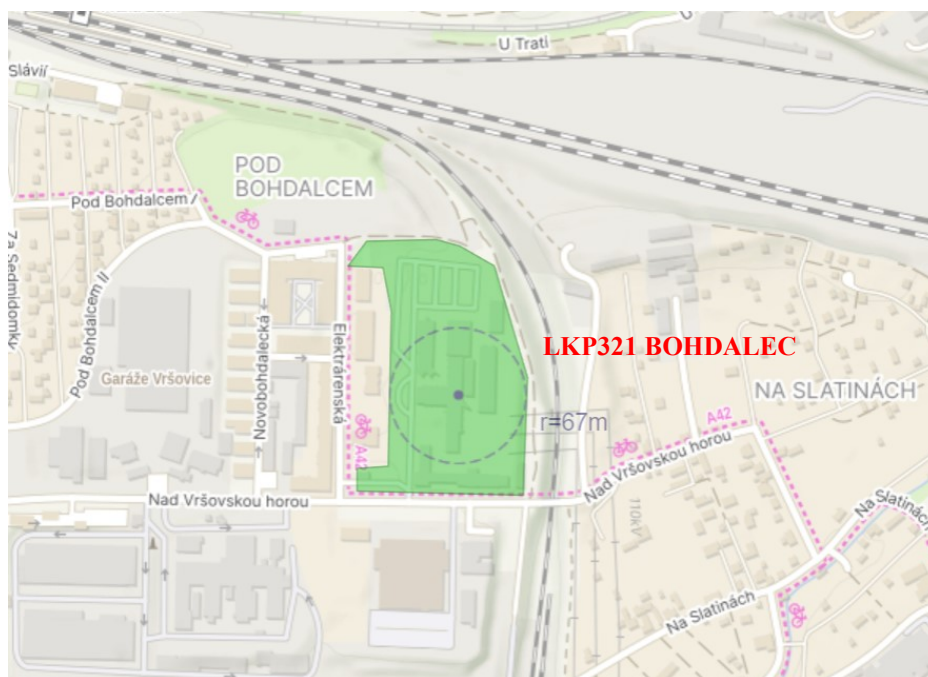 U Trati
Slávií
POD
BOHDALCEM
Pod Bohdalcem I
Za Sedmidomky
Pod Bohdalcem II
Novobohdalecká
Elektrárenská
LKP321 BOHDALEC
Garáže Vršovice
NA SLATINÁCH
r=67m
A42
A42
Nad Vršovskou horou
Nad Vršovskou horou
110kV
Na Slatinách
Na Slatinách